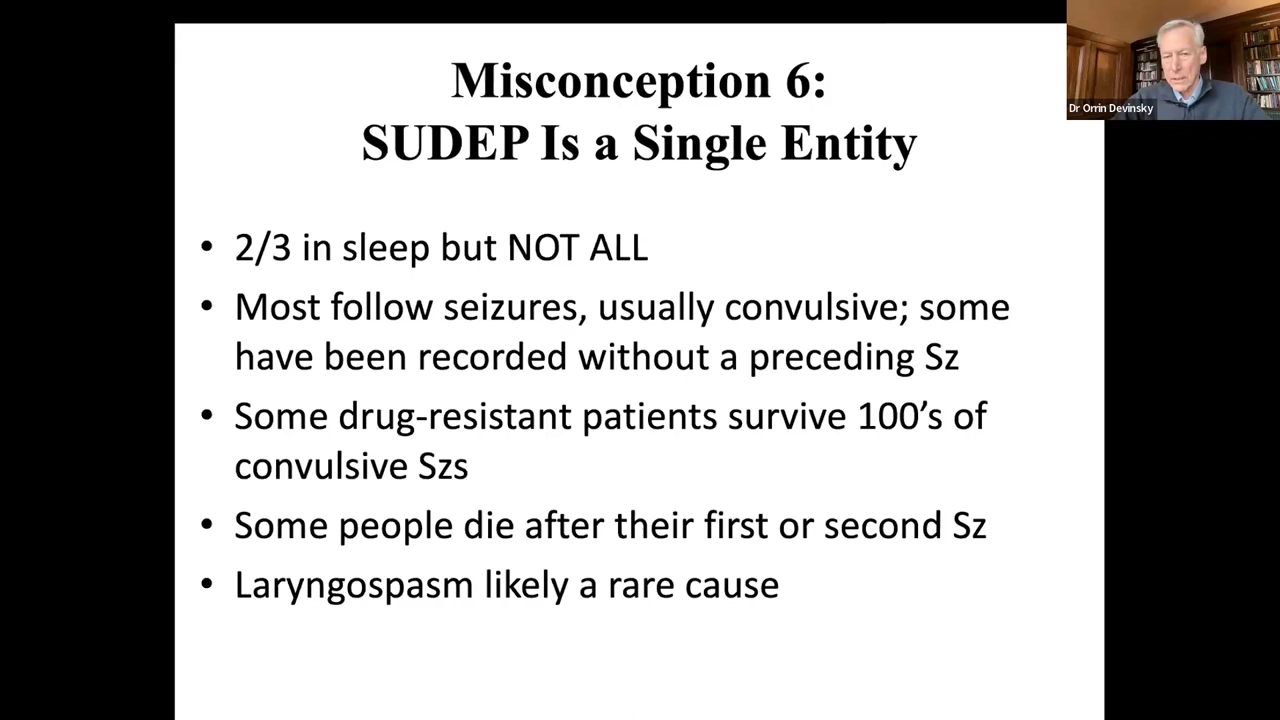 Misconception 6:
SUDEP Is a Single Entity
Dr Orrin Devinsky
• 2/3 in sleep but NOT ALL
• Most follow seizures, usually convulsive; some
have been recorded without a preceding Sz
• Some drug-resistant patients survive 100’s of
convulsive Szs
• Some people die after their first or second Sz
• Laryngospasm likely a rare cause